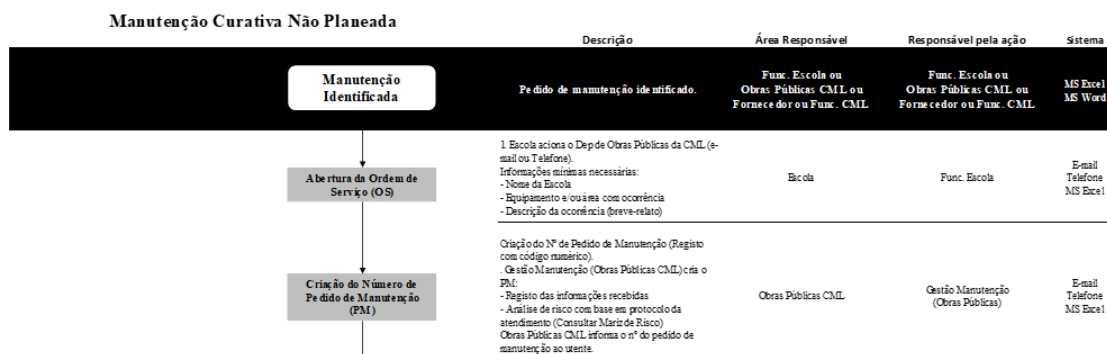 Manutenção Curativa Não Planeada
Descrição
Área Responsável
Responsável pela ação
Sistema
Manutenção
Identificada
Pedido de manutenção identificado.
Func. Escola ou
Obras Públicas CML ou
Fornecedor ou Func. CML
Func. Escola ou
Obras Públicas CML ou
Fornecedor ou Func. CML
MS Excel
MS Word
Abertura da Ordem de
Serviço (OS)
1. Escola aciona o Dep de Obras Públicas da CML (e-
mail ou Telefone).
Informações mínimas necessárias:
- Nome da Escola
- Equipamento e/ou área com ocorrência
- Descrição da ocorrência (breve-relato)
Escola
Func. Escola
E-mail
Telefone
MS Excel
Criação do Número de
Pedido de Manutenção
(PM)
Criação do Nº de Pedido de Manutenção (Registo
com código numérico).
. Gestão Manutenção (Obras Públicas CML) cria o
PM:
- Registo das informações recebidas
- Análise de risco com base em protocolo da
atendimento (Consultar Mariz de Risco)
Obras Públicas CML informa o nº do pedido de
manutenção ao utente.
Obras Públicas CML
Gestão Manutenção
(Obras Públicas)
E-mail
Telefone
MS Excel